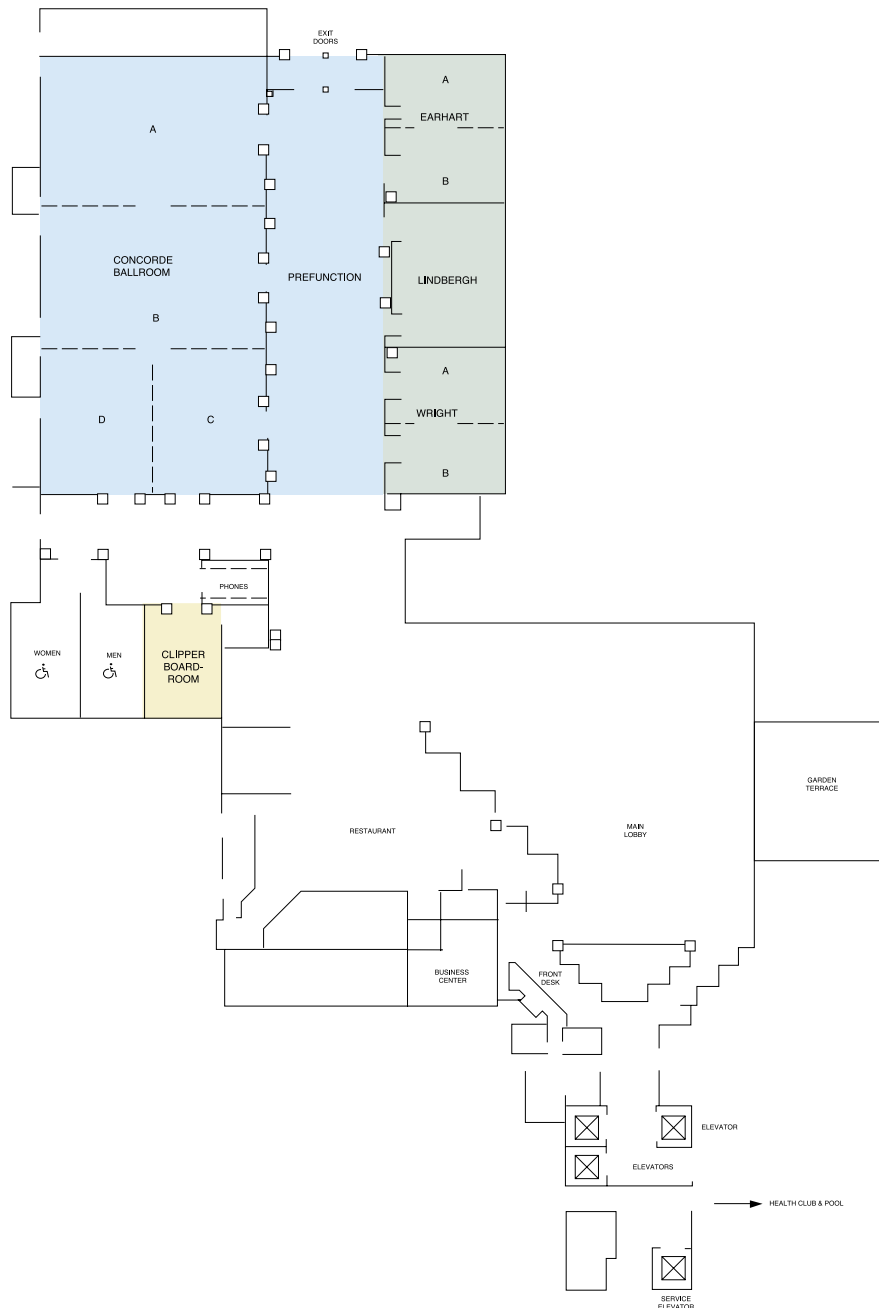 EXIT
DOORS
A
A
EARHART
B
CONCORDE
BALLROOM
PREFUNCTION
LINDBERGH
B
A
D
C
WRIGHT
B
PHONES
WOMEN
MEN
CLIPPER
BOARD-
ROOM
GARDEN
TERRACE
RESTAURANT
MAIN
LOBBY
BUSINESS
CENTER
FRONT
DESK
ELEVATOR
ELEVATORS
HEALTH CLUB & POOL
SERVICE
ELEVATOR